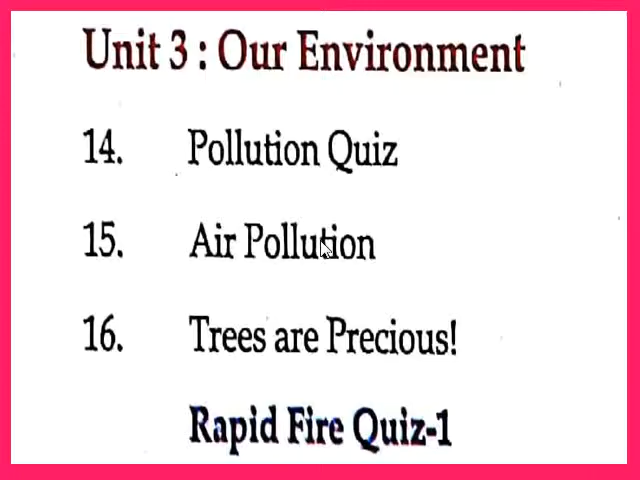 Unit 3 : Our Environment
14. Pollution Quiz
15. Air Pollution
16. Trees are Precious!
Rapid Fire Quiz-1